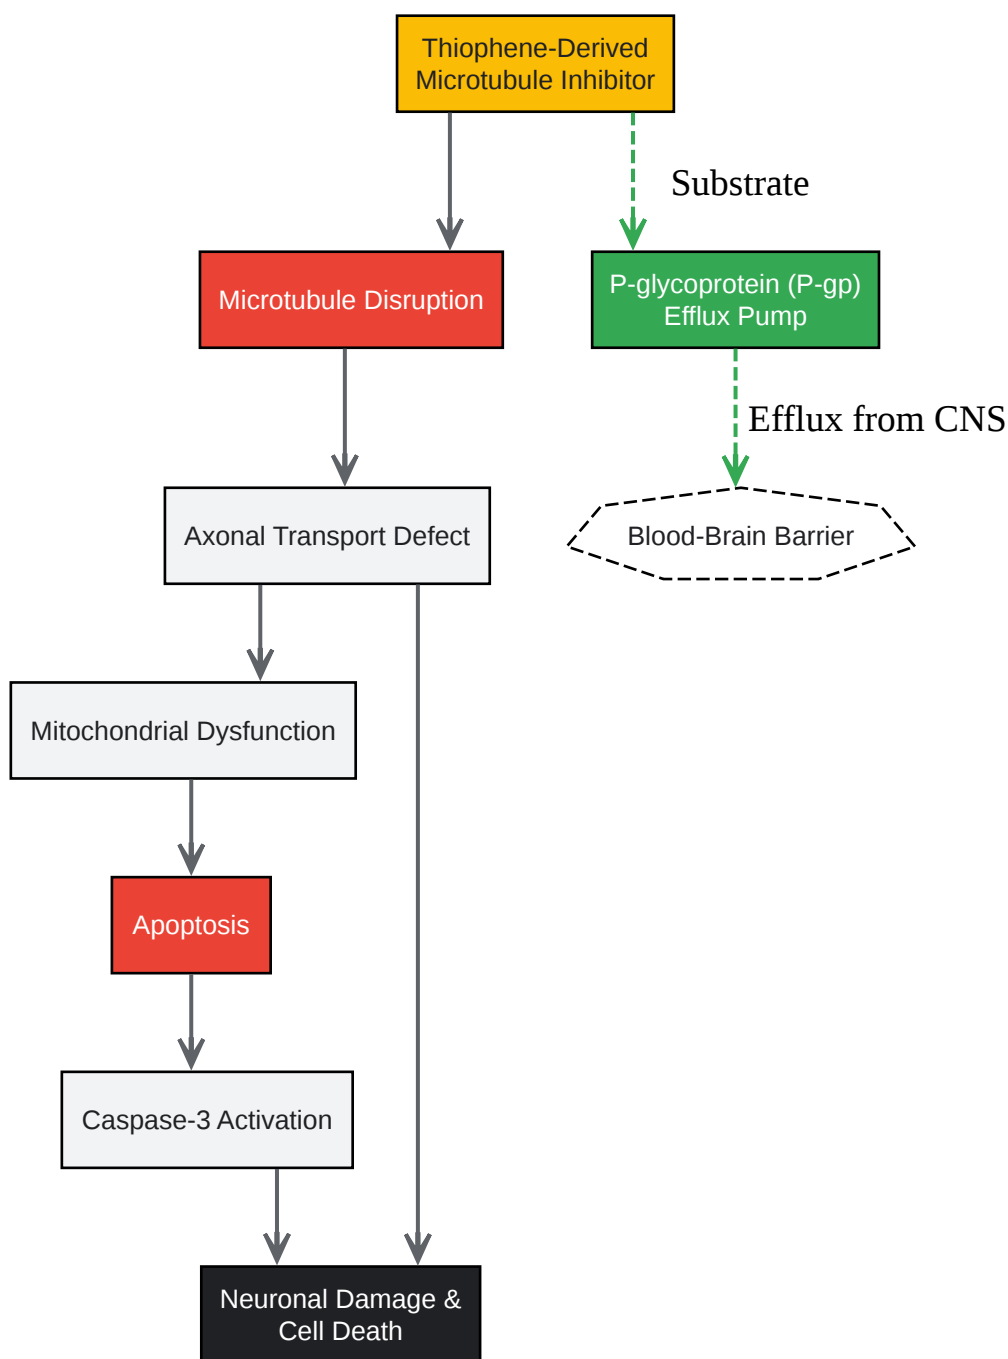 Thiophene-Derived
Microtubule Inhibitor
Substrate
Microtubule Disruption
P-glycoprotein (P-gp)
Efflux Pump
Efflux from CNS
Axonal Transport Defect
Blood-Brain Barrier
Mitochondrial Dysfunction
Apoptosis
Caspase-3 Activation
Neuronal Damage &
Cell Death